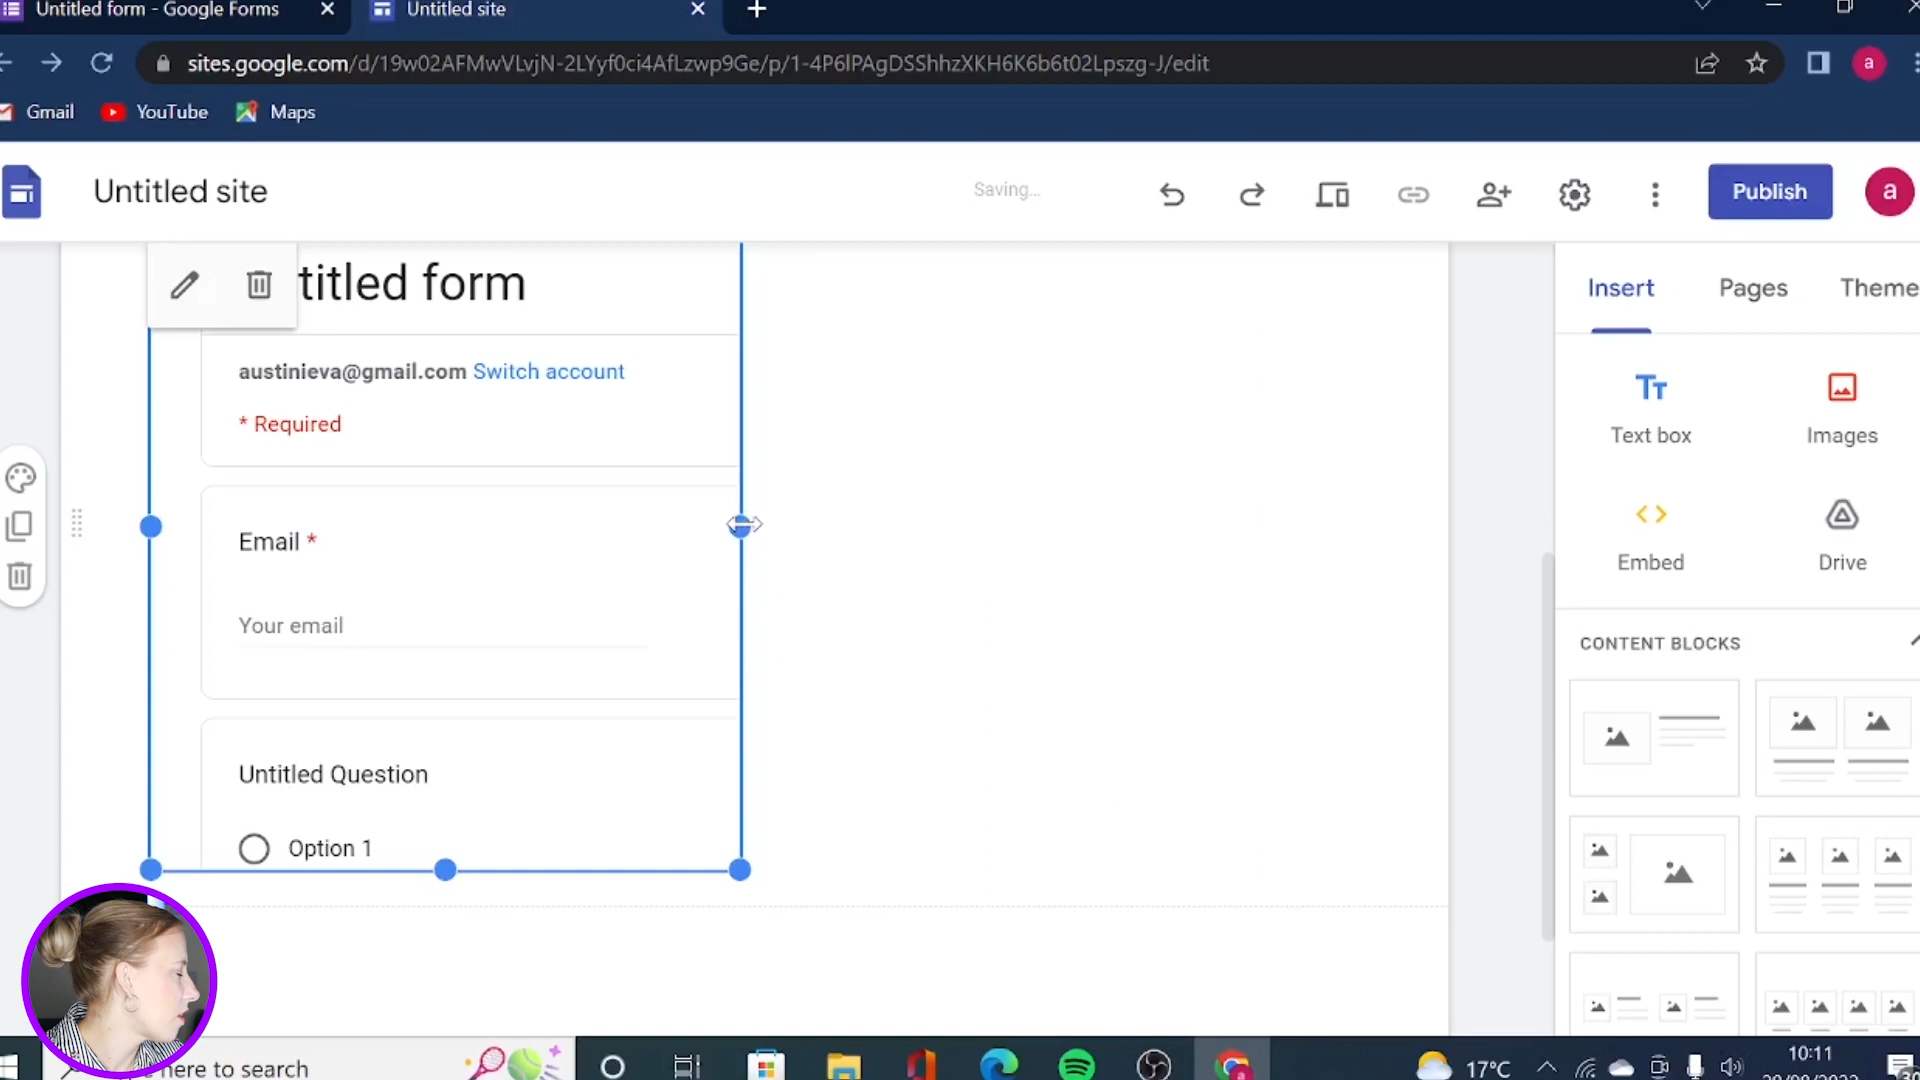 Untitled form - Google Forms
Untitled site
sites.google.com/d/19w02AFMwVLvjN-2LYyf0ci4AfLzwp9Ge/p/1-4P6lPAgDSShhzXKH6K6b6t02Lpszg-J/edit
a
Gmail
YouTube
Maps
Untitled site
Saving...
Publish
a
titled form
Insert
Pages
Theme
austinieva@gmail.com Switch account
* Required
Text box
Images
Email *
Embed
Drive
Your email
CONTENT BLOCKS
Untitled Question
Option 1
here to search
17°C
10:11